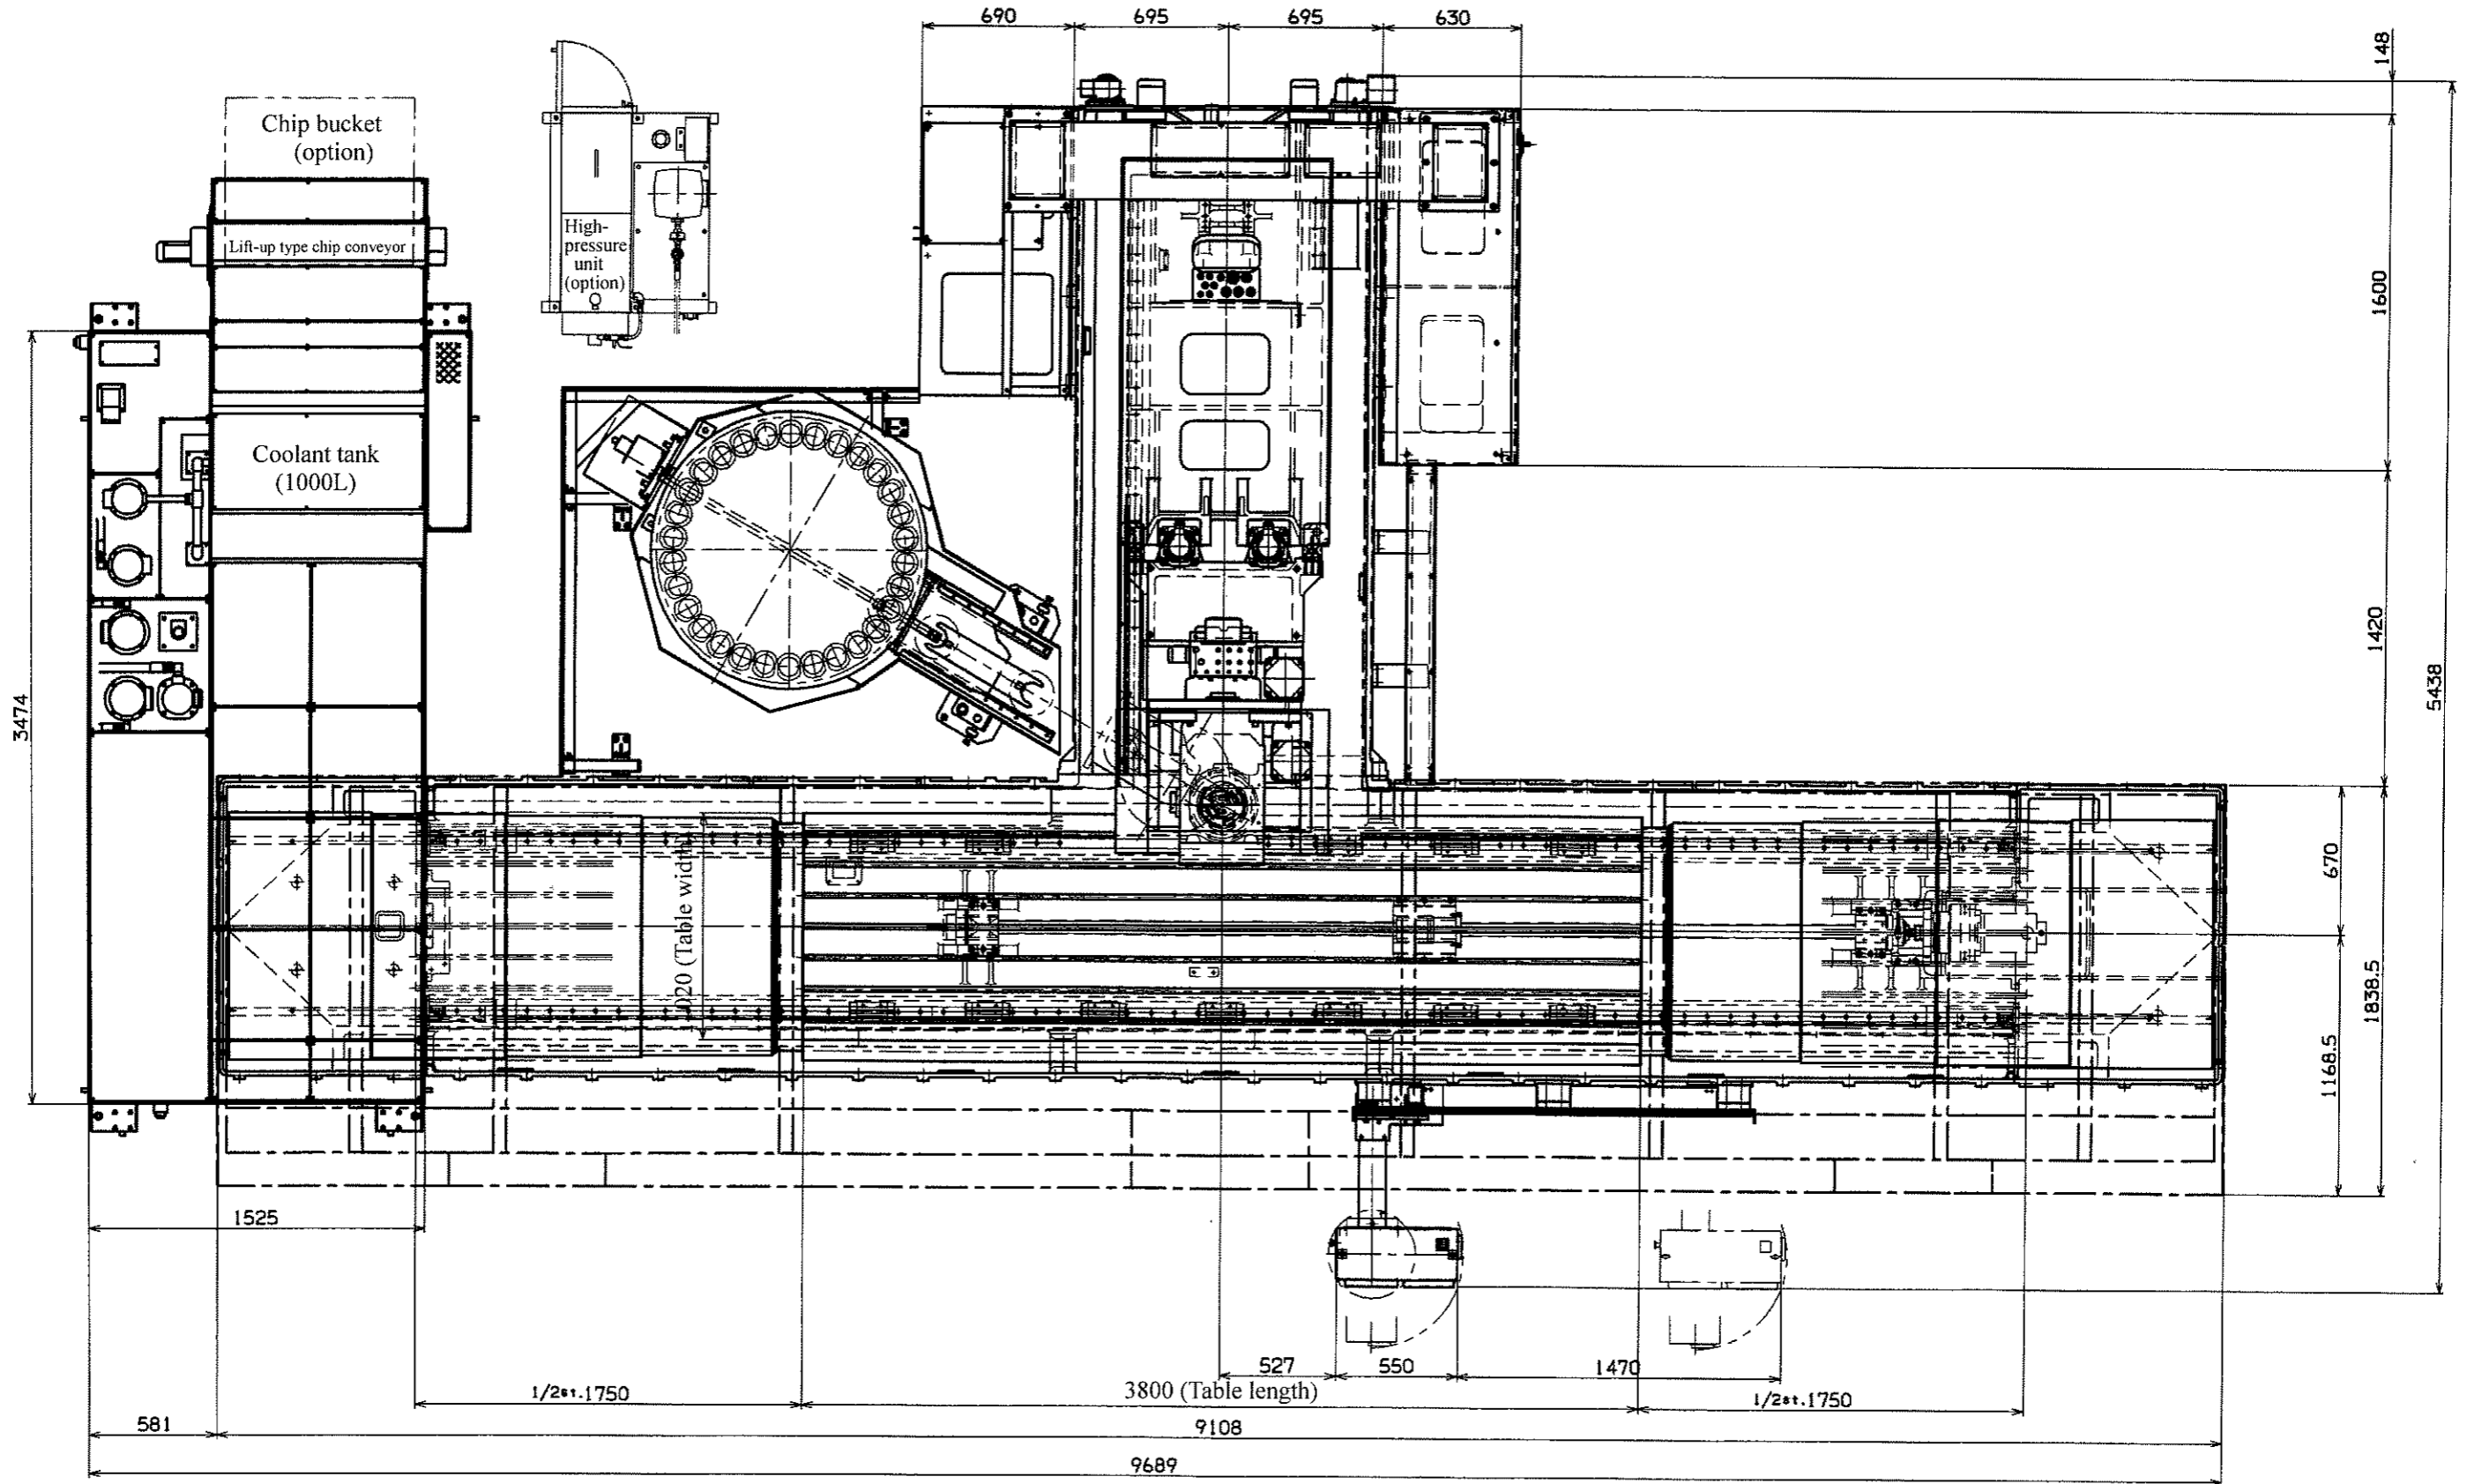 690
695
695
630
148
Chip bucket
(option)
Lift-up type chip conveyor
High-
pressure
unit
(option)
1600
Coolant tank
(1000L)
1420
3474
5438
670
(Table width)
1838.5
1168.5
1525
527
550
1470
1/2st.1750
3800 (Table length)
1/2st.1750
581
9108
9689